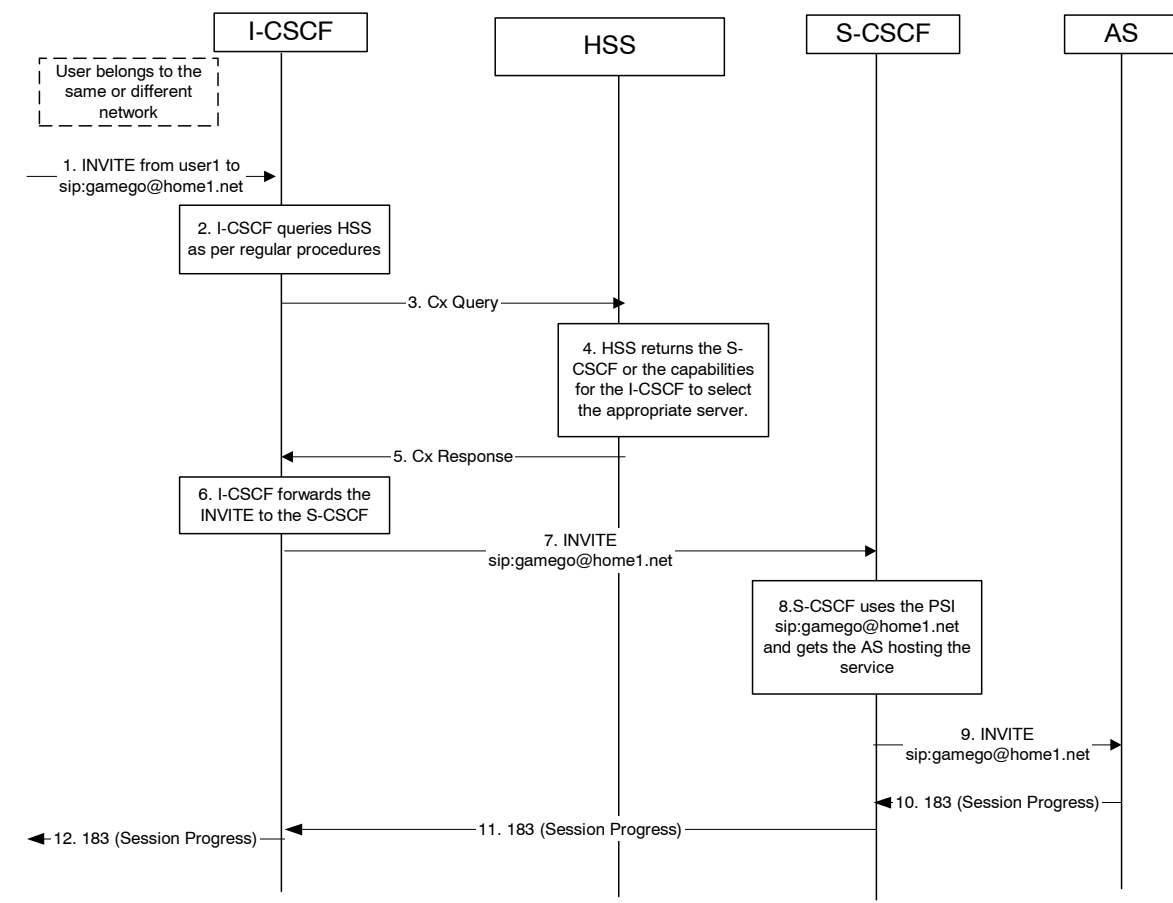 I-CSCF
HSS
S-CSCF
AS
User belongs to the
same or different
network
1. INVITE from user1 to
sip:gamego@home1.net
2. I-CSCF queries HSS
as per regular procedures
3. Cx Query
4. HSS returns the S-
CSCF or the capabilities
for the I-CSCF to select
the appropriate server.
5. Cx Response
6. I-CSCF forwards the
INVITE to the S-CSCF
7. INVITE
sip:gamego@home1.net
8.S-CSCF uses the PSI
sip:gamego@home1.net
and gets the AS hosting the
service
9. INVITE
sip:gamego@home1.net
10. 183 (Session Progress)
11. 183 (Session Progress)
12. 183 (Session Progress)